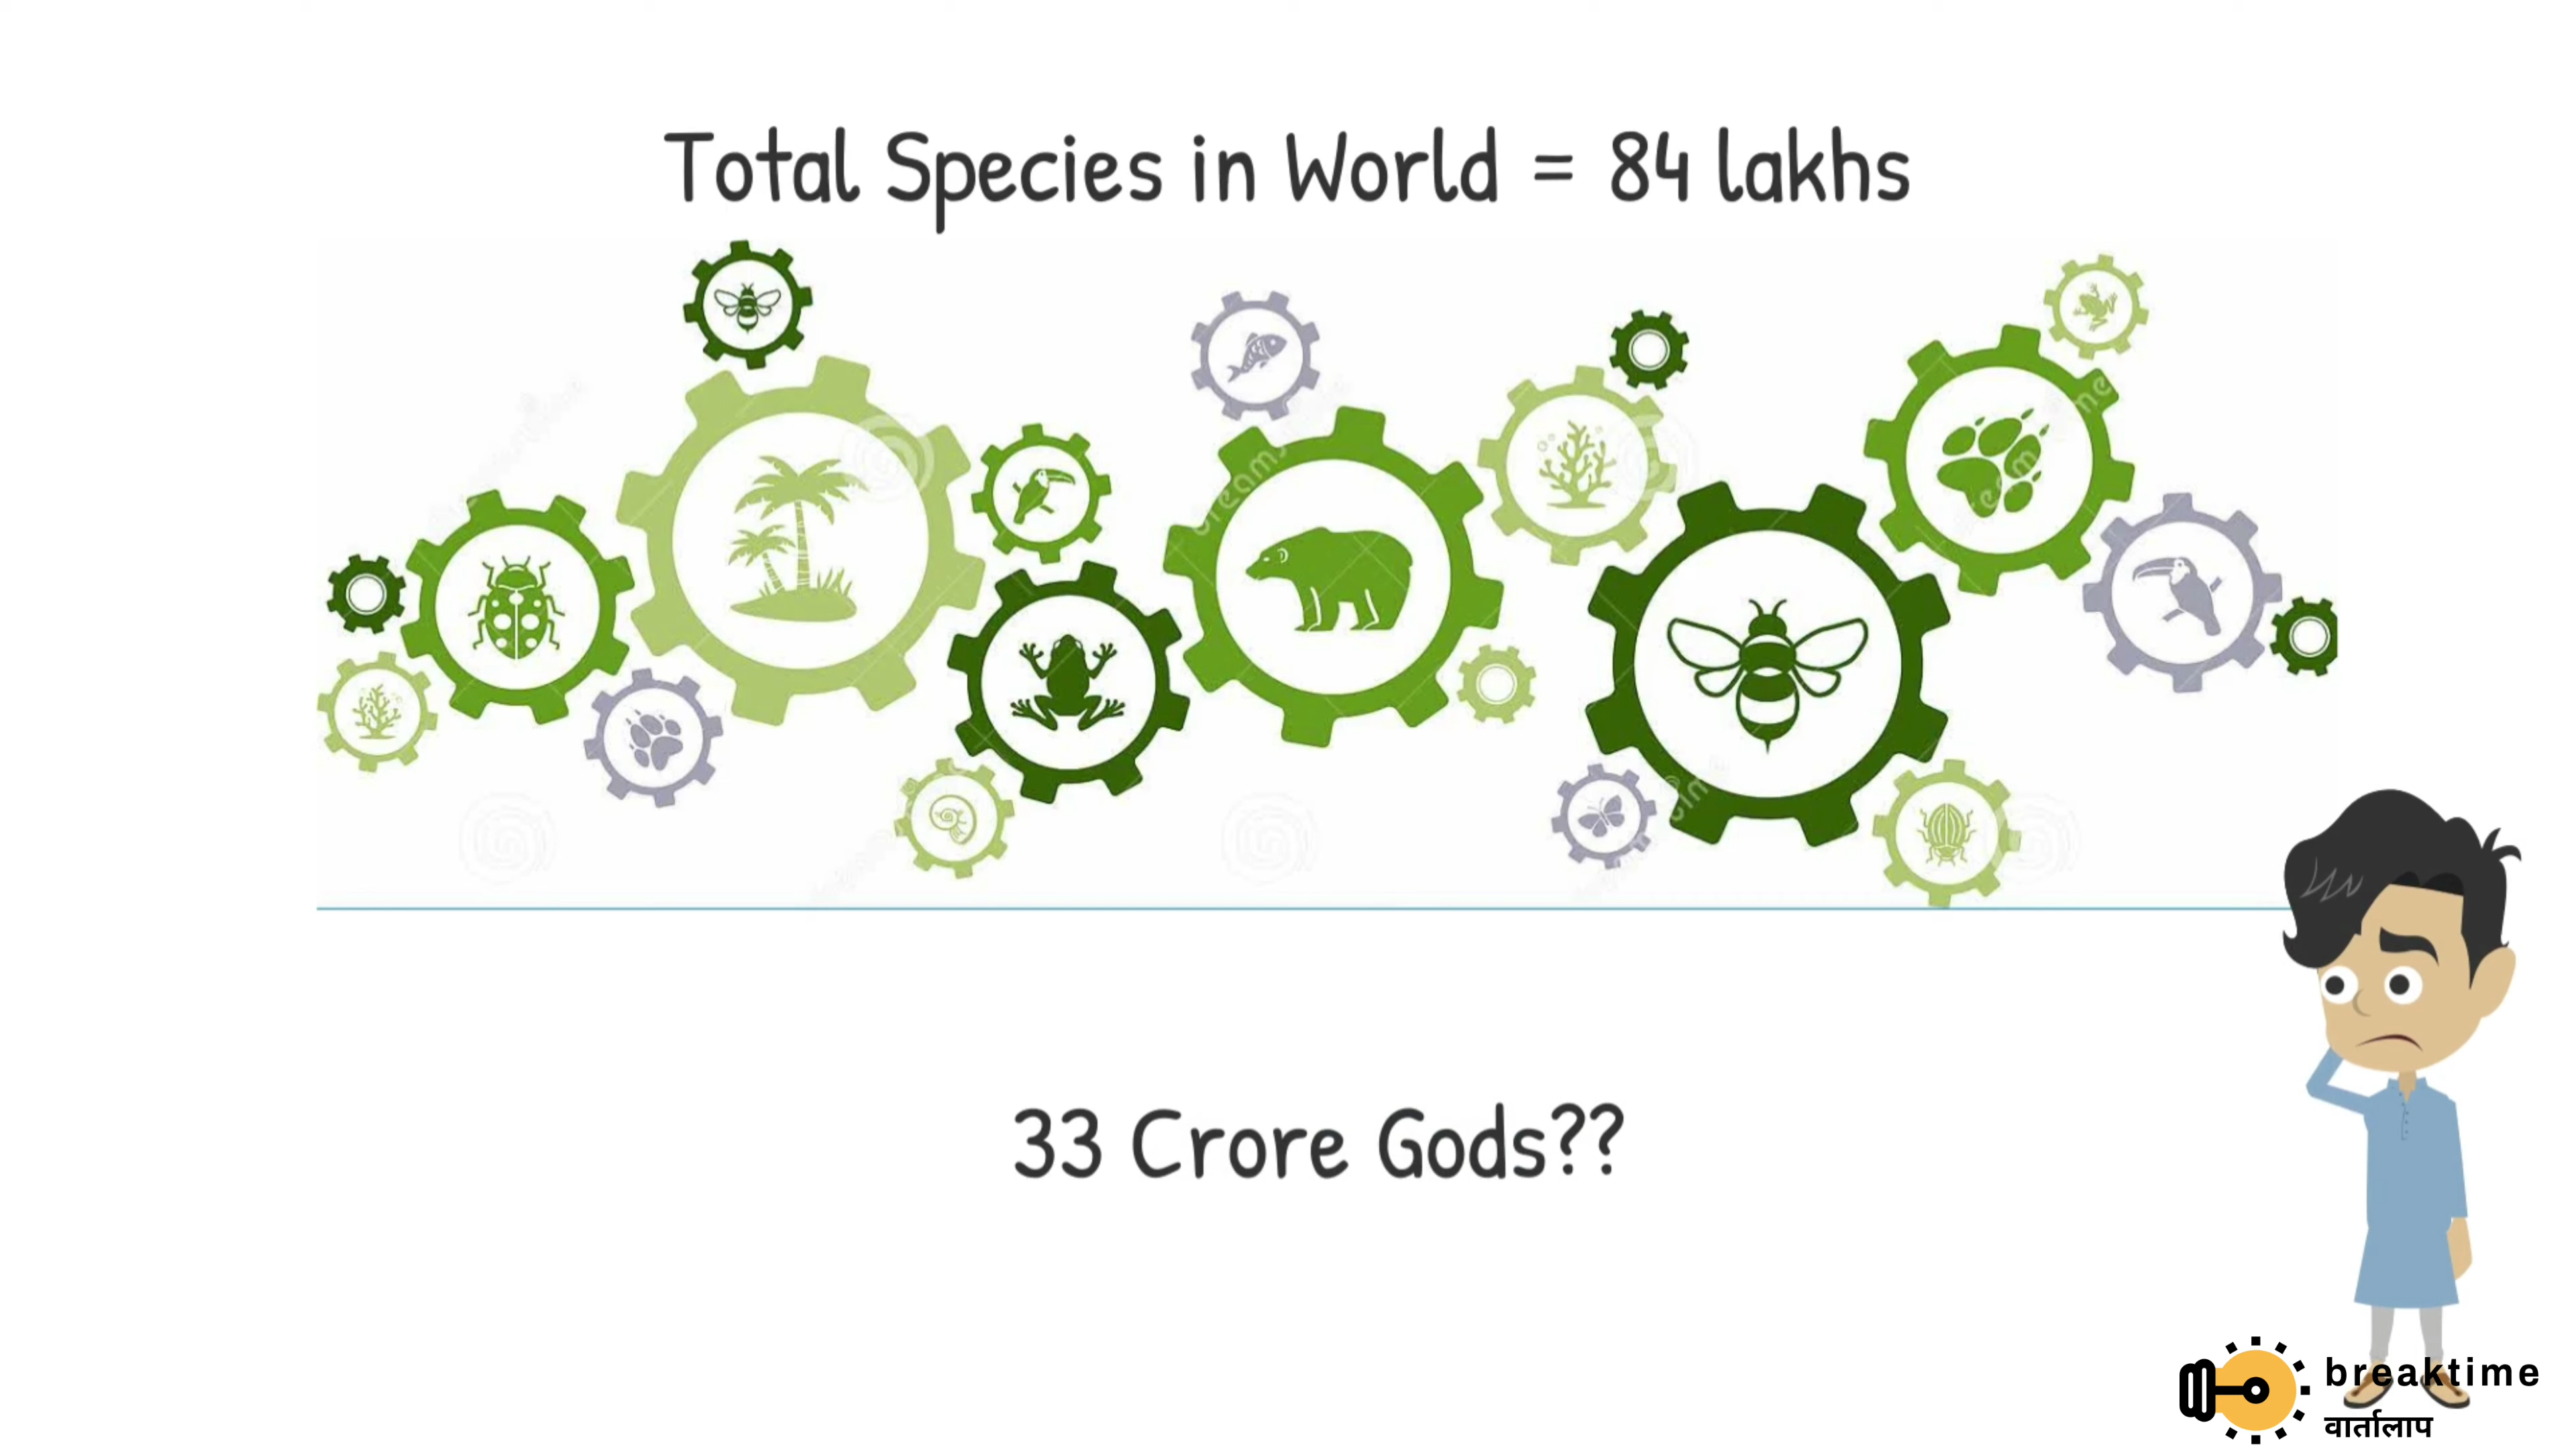 Total Species in World = 84 lakhs
33 Crore Gods??
breaktime
वार्तालाप